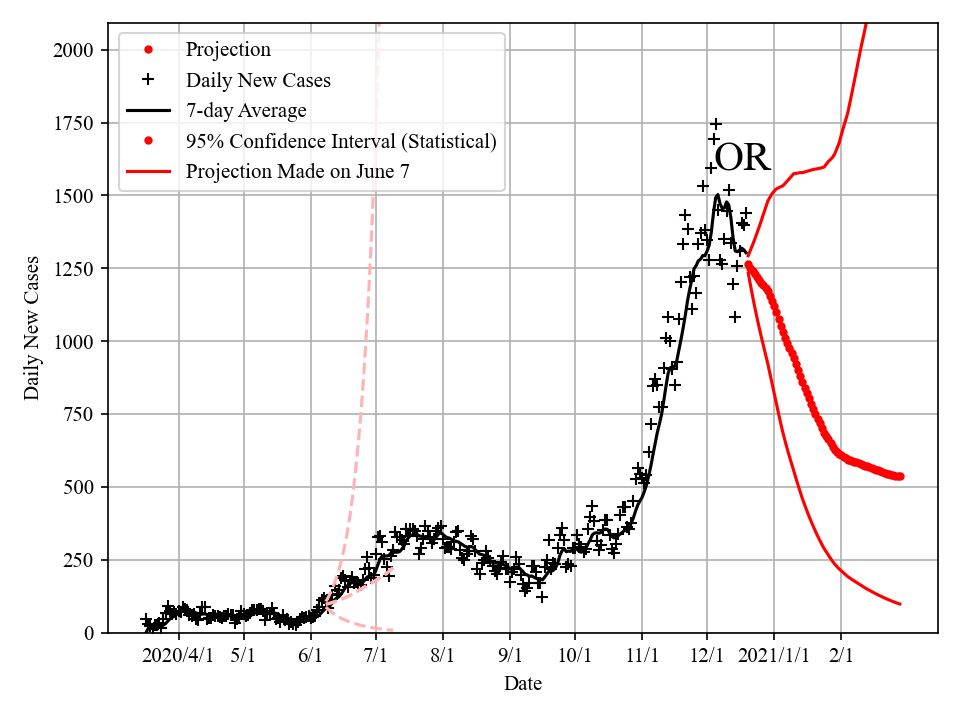 2000
1750
1500
1250
1000
750
500
250
0
Daily New Cases
Projection
Daily New Cases
7-day Average
95% Confidence Interval (Statistical)
Projection Made on June 7
OR
2020/4/1 5/1 6/1 7/1 8/1 9/1 10/1 11/1 12/1 2021/1/1 2/1
Date